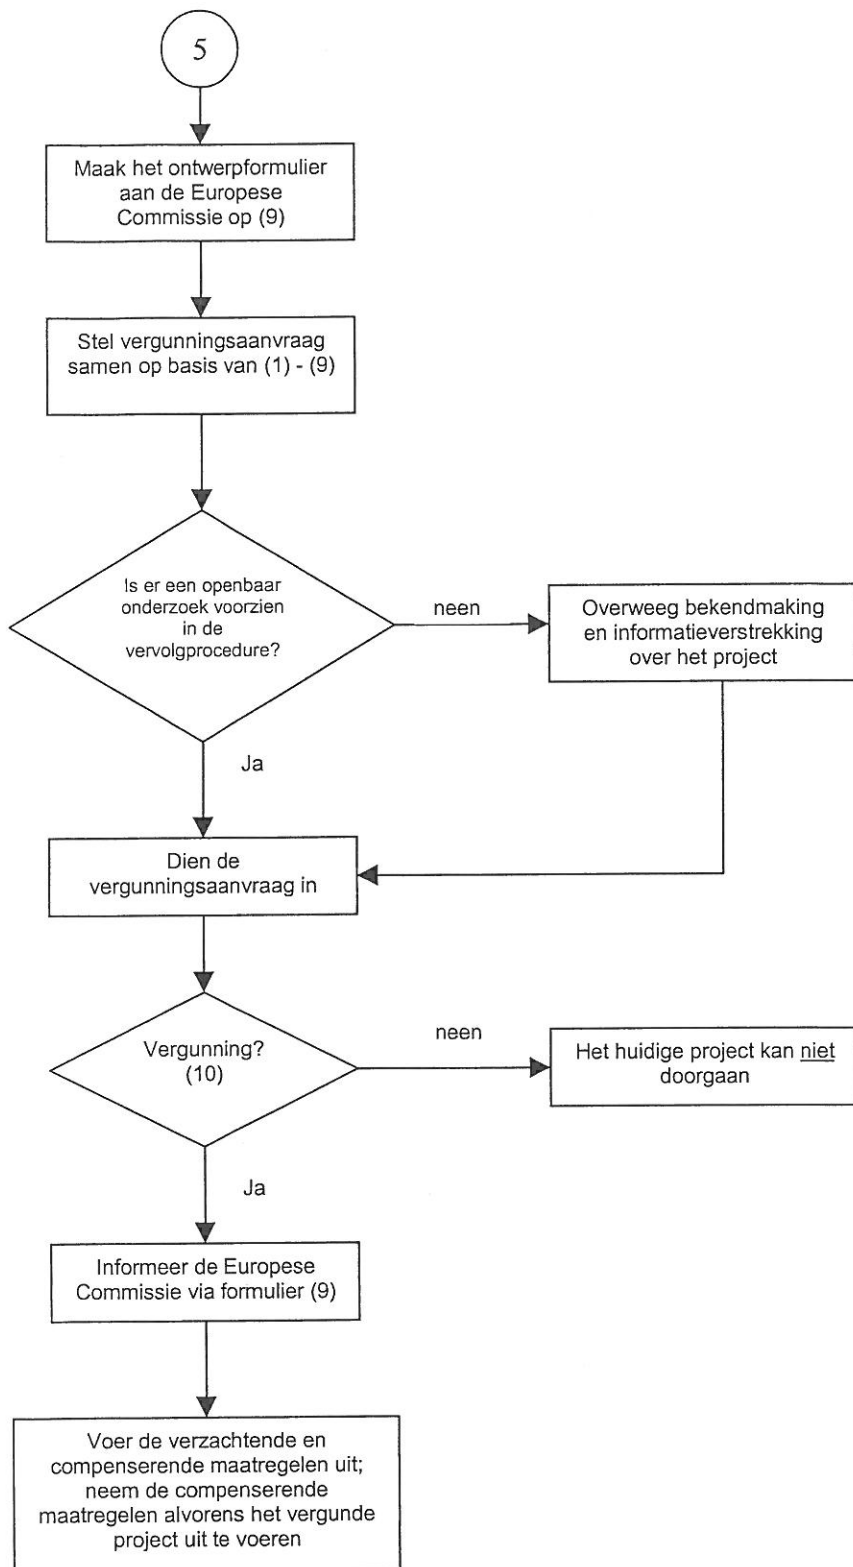 5
Maak het ontwerpformulier
aan de Europese
Commissie op (9)
Stel vergunningsaanvraag
samen op basis van (1) - (9)
Is er een openbaar
onderzoek voorzien
in de
vervolgprocedure?
neen
Overweeg bekendmaking
en informatieverstrekking
over het project
Ja
Dien de
vergunningsaanvraag in
Vergunning?
(10)
neen
Het huidige project kan niet
doorgaan
Ja
Informeer de Europese
Commissie via formulier (9)
Voer de verzachtende en
compenserende maatregelen uit;
neem de compenserende
maatregelen alvorens het vergunde
project uit te voeren